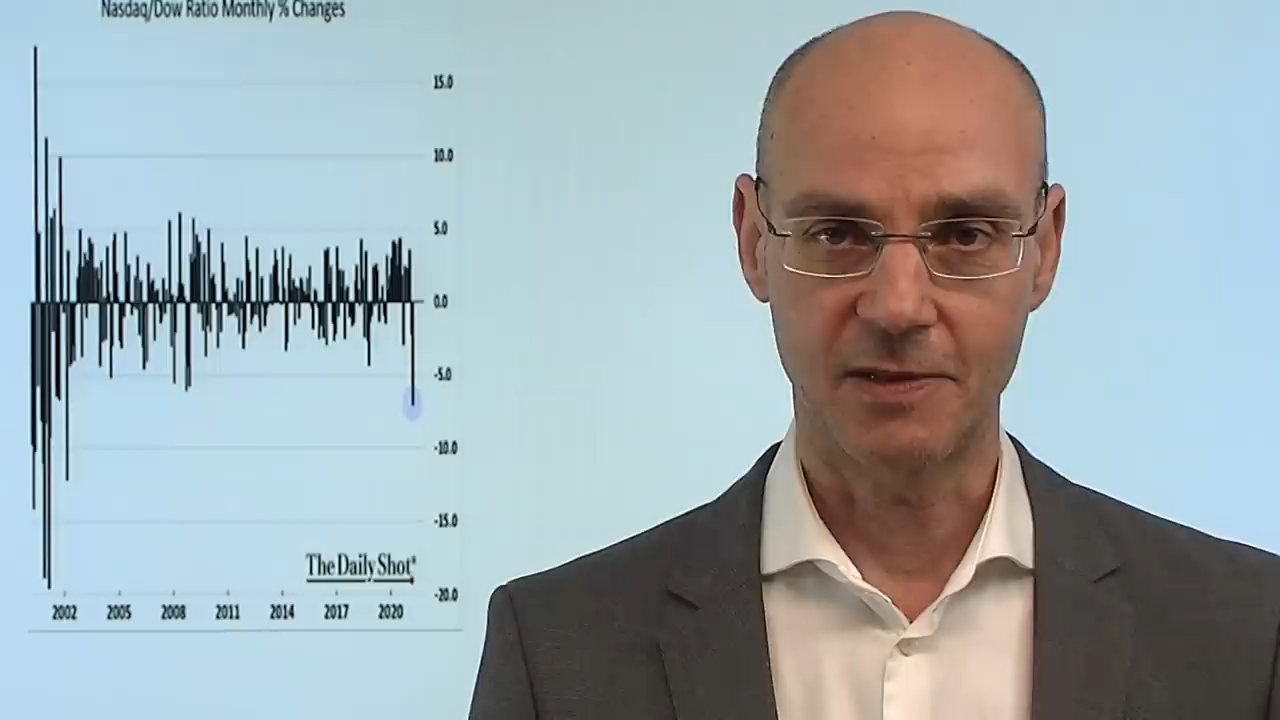 Nasdaq/Dow Ratio Monthly % Changes
15.0
10.0
5.0
0.0
-5.0
-10.0
-15.0
The Daily Shot®
-20.0
2002 2005 2008 2011 2014 2017 2020